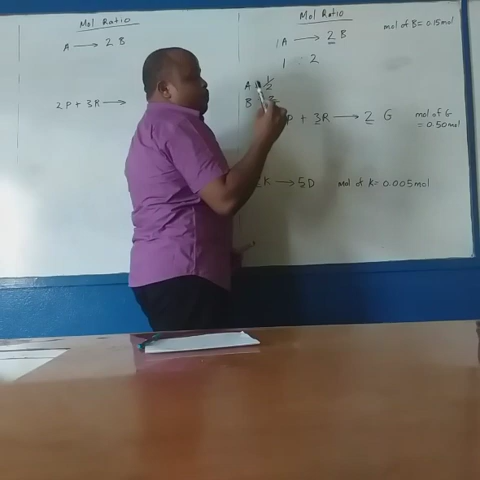 Mol Ratio
A → 2 B
2P + 3R →
Mol Ratio
1A → 2 B mol of B = 0.15mol
1 : 2
A 1/2
B
P + 3R → 2 G mol of G = 0.50mol
K → 5D mol of K = 0.005mol